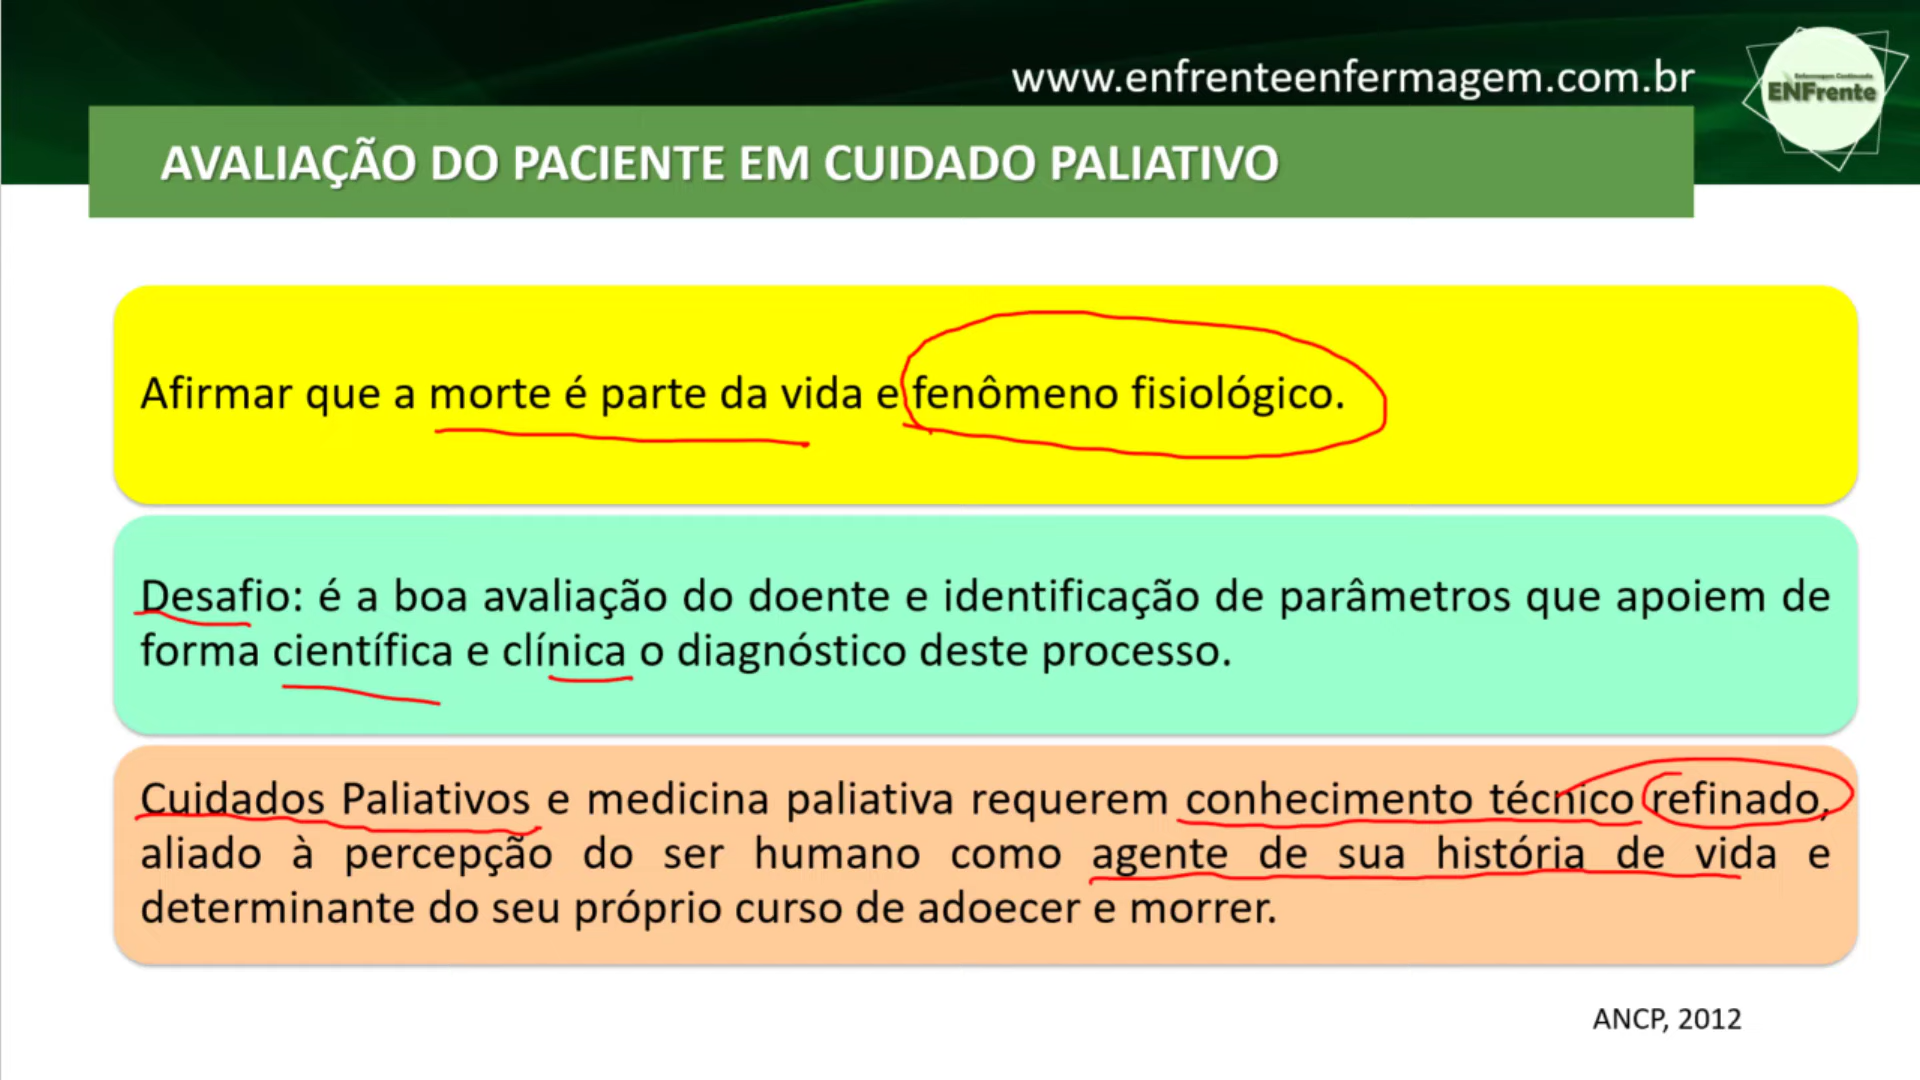 www.enfrenteenfermagem.com.br
Enfermagem Continuada
ENFrente
AVALIAÇÃO DO PACIENTE EM CUIDADO PALIATIVO
Afirmar que a morte é parte da vida e fenômeno fisiológico.
Desafio: é a boa avaliação do doente e identificação de parâmetros que apoiem de
forma científica e clínica o diagnóstico deste processo.
Cuidados Paliativos e medicina paliativa requerem conhecimento técnico refinado,
aliado à percepção do ser humano como agente de sua história de vida e
determinante do seu próprio curso de adoecer e morrer.
ANCP, 2012